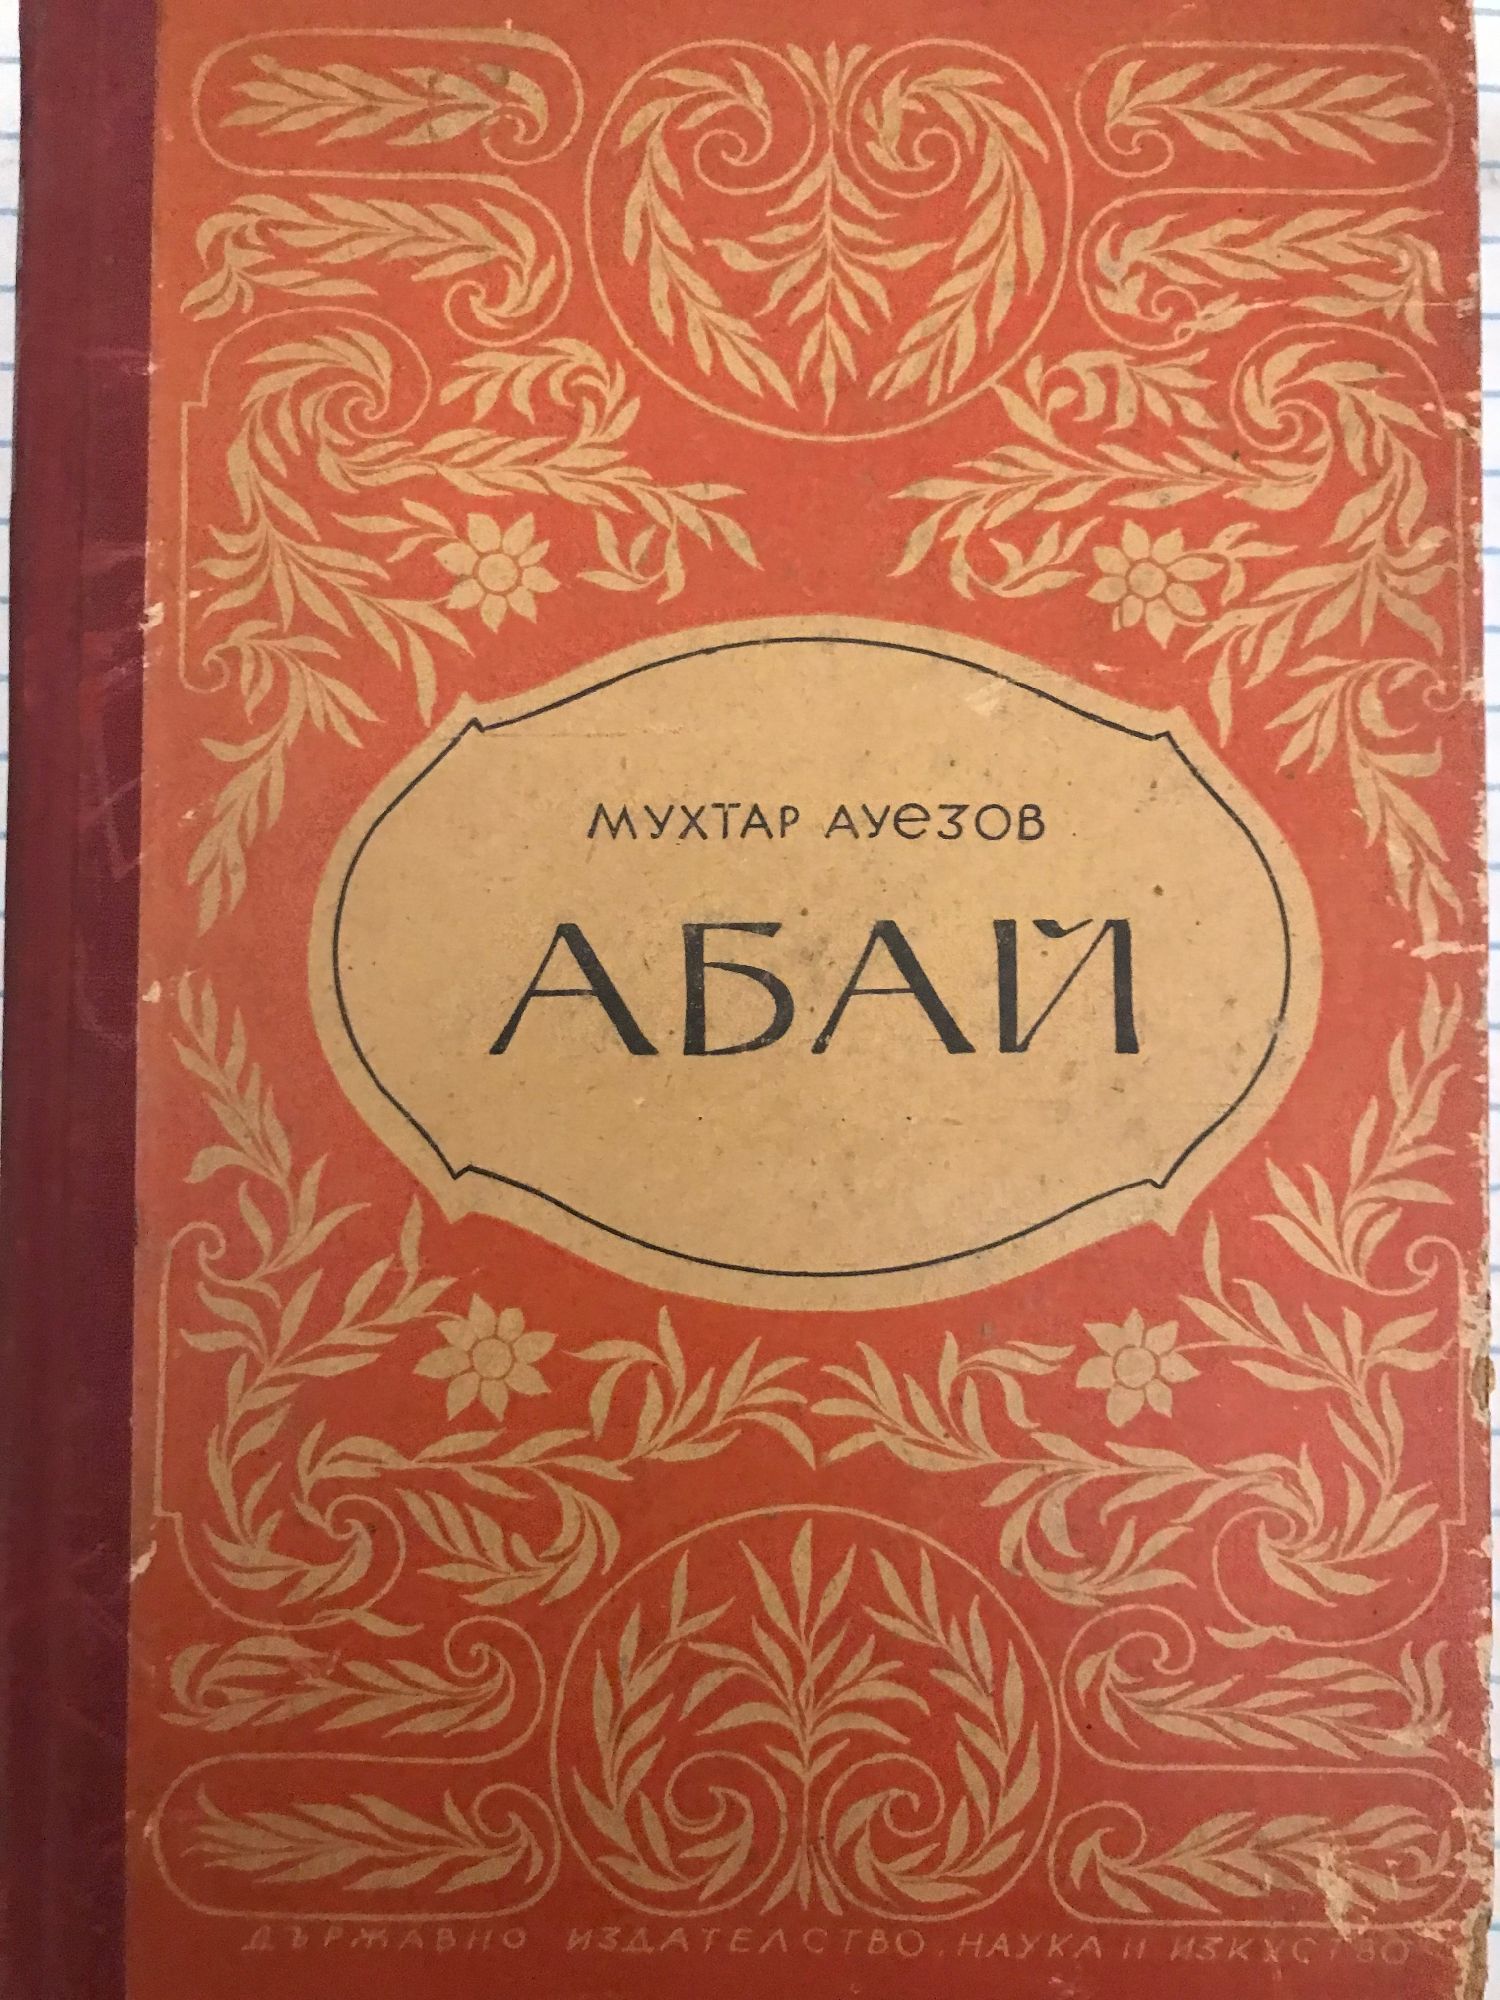 МУХТАР АУЕЗОВ
АБАЙ
ДЪРЖАВНО ИЗДАТЕЛСТВО „НАУКА И ИЗКУСТВО"